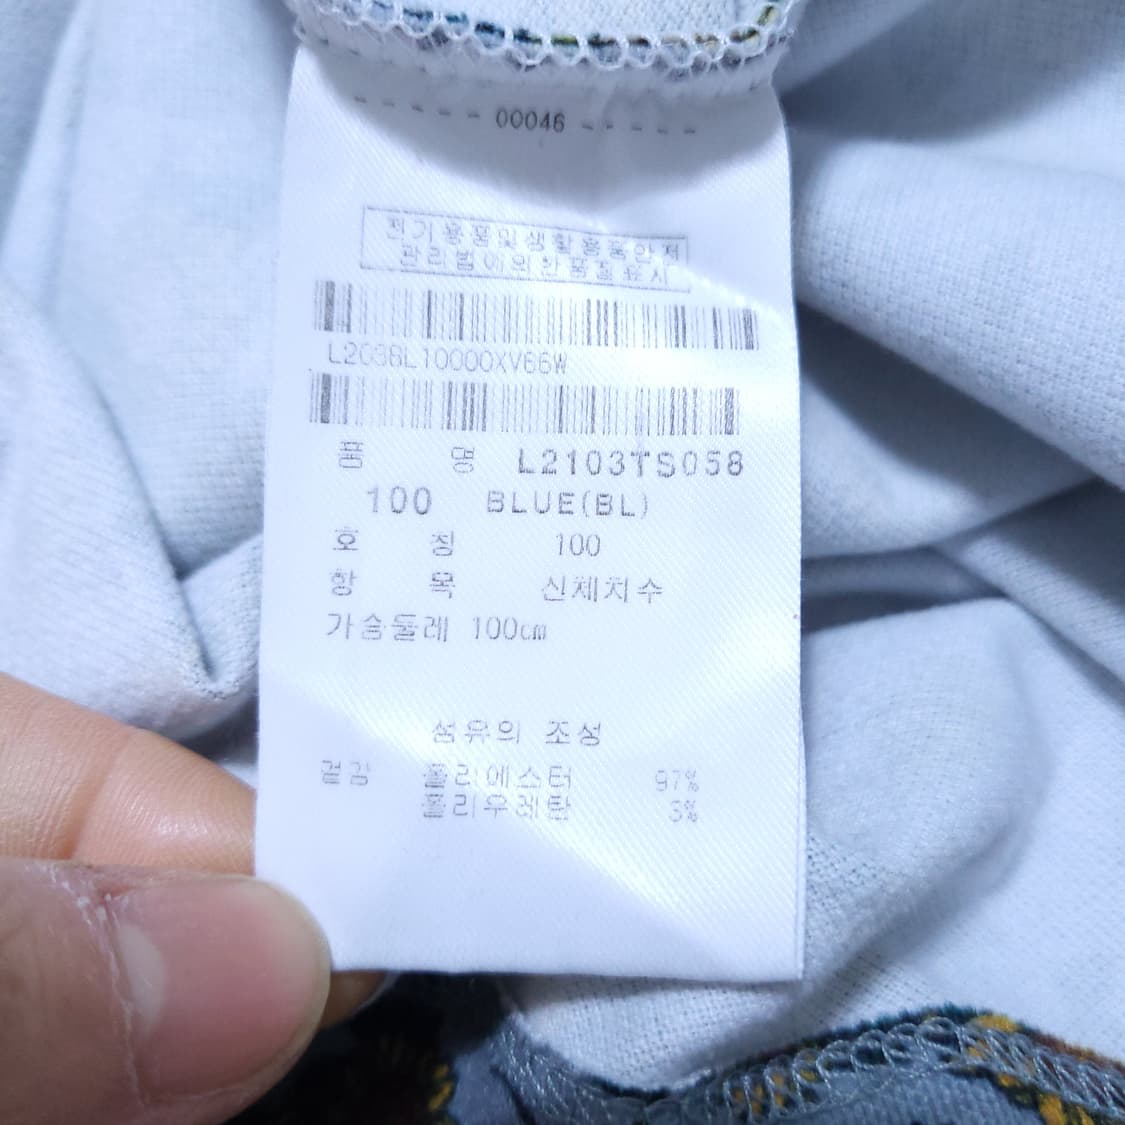 ----- 00046 -----
전기용품및생활용품안전
관리법에의한품질표시
L2038L10000XV66W
품 명 L2103TS058
100 BLUE(BL)
호 칭 100
항 목 신체치수
가슴둘레 100㎝
섬유의 조성
겉감 폴리에스터 97%
폴리우레탄 3%